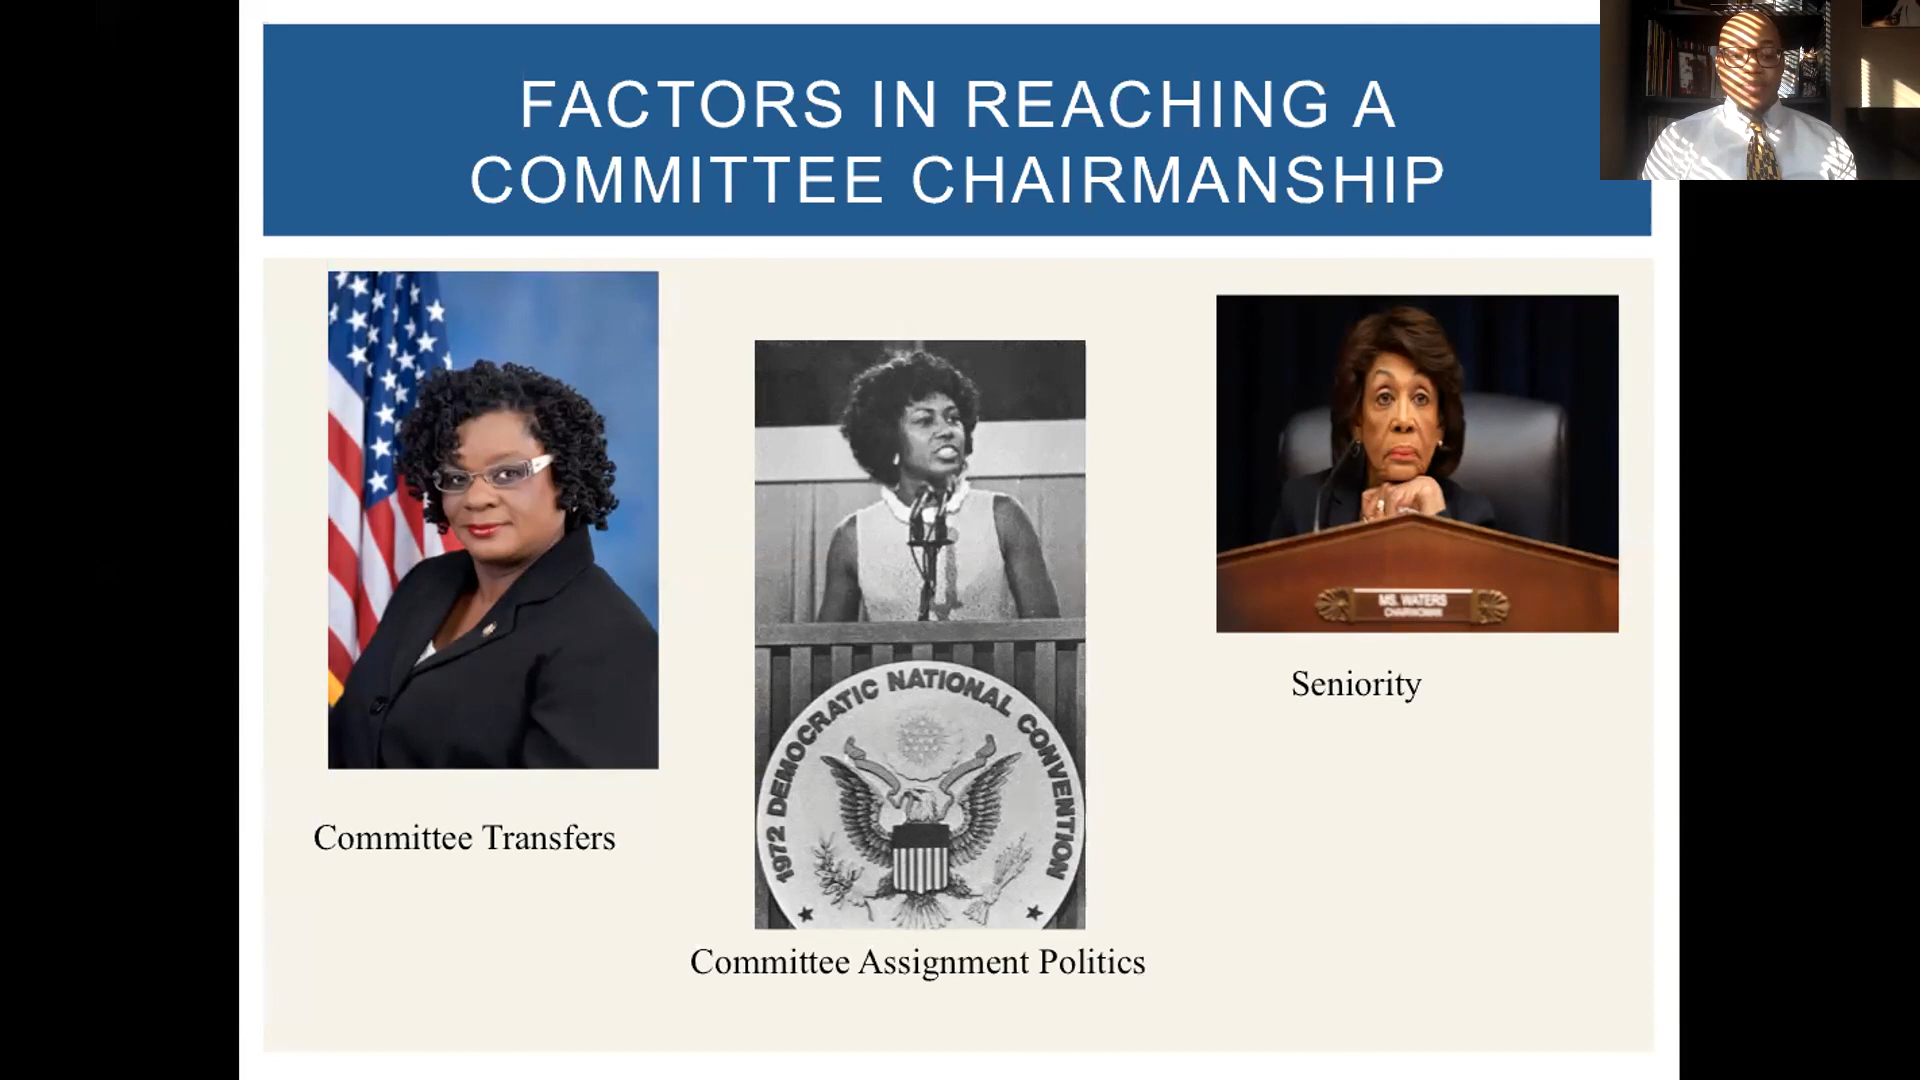 FACTORS IN REACHING A
COMMITTEE CHAIRMANSHIP
MS. WATERS
CHAIRWOMAN
Seniority
Committee Transfers
1972 DEMOCRATIC NATIONAL CONVENTION
Committee Assignment Politics